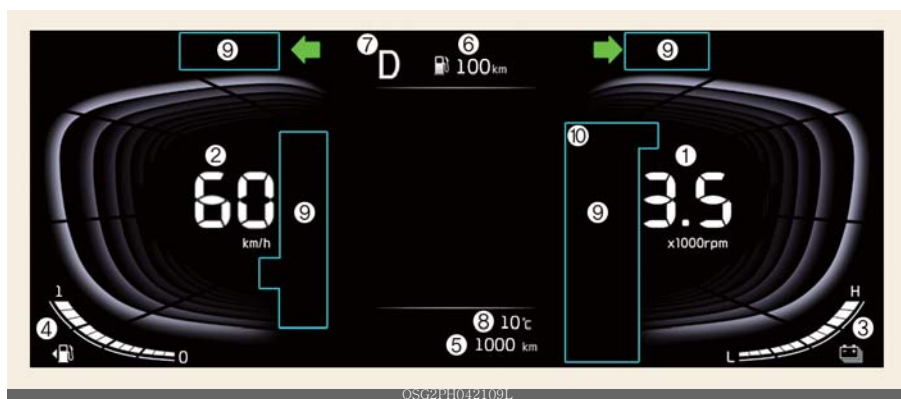 ⑨ ⑦ D ⑥ 100km ⑨
② 60 km/h ⑨
⑩ ⑨ ① 3.5 x1000rpm
1 ④ 0
⑧ 10℃
⑤ 1000 km
H ③ L
OSG2PH042109L